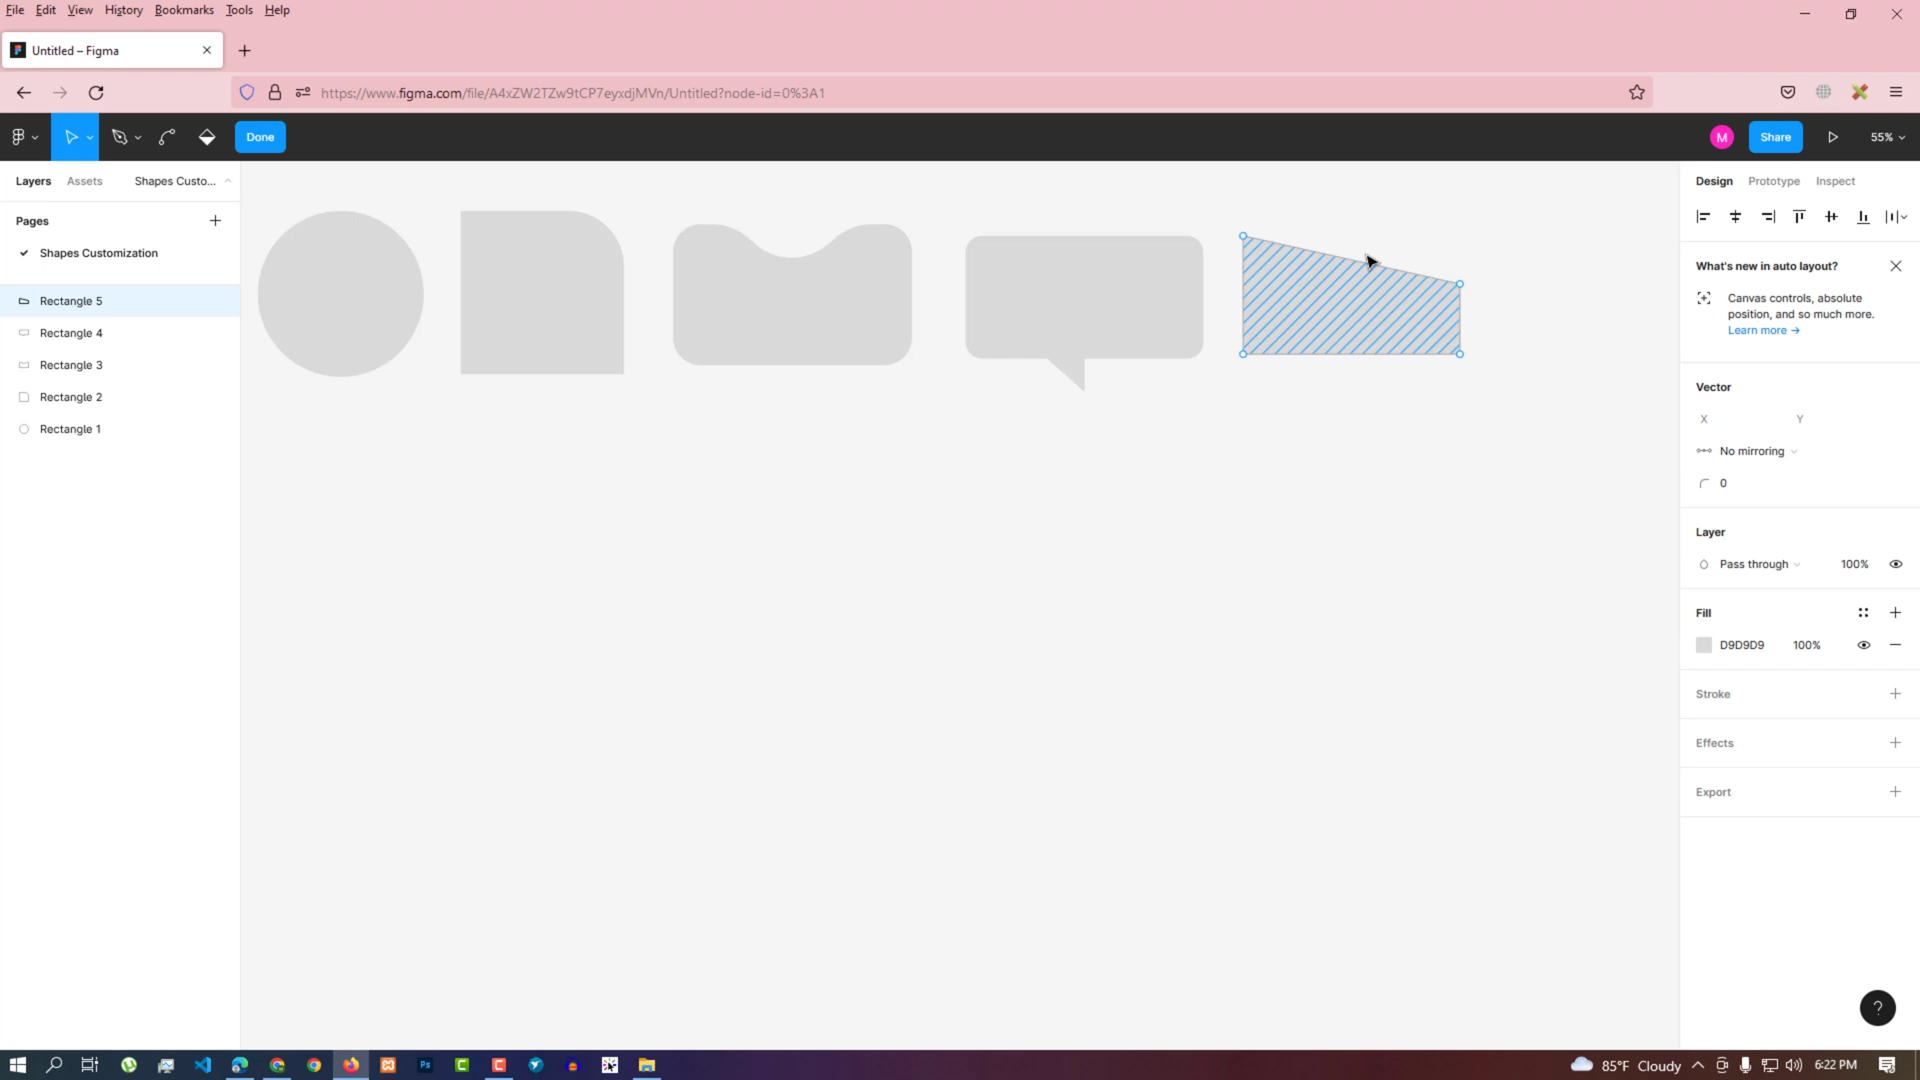 File Edit View History Bookmarks Tools Help
Untitled – Figma
https://www.figma.com/file/A4xZW2TZw9tCP7eyxdjMVn/Untitled?node-id=0%3A1
Done
M
Share
55%
Layers Assets Shapes Custo...
Design Prototype Inspect
Pages
Shapes Customization
Rectangle 5
Rectangle 4
Rectangle 3
Rectangle 2
Rectangle 1
What's new in auto layout?
Canvas controls, absolute
position, and so much more.
Learn more →
Vector
X Y
No mirroring
0
Layer
Pass through 100%
Fill
D9D9D9 100%
Stroke
Effects
Export
?
Ps
C
C
85°F Cloudy
6:22 PM